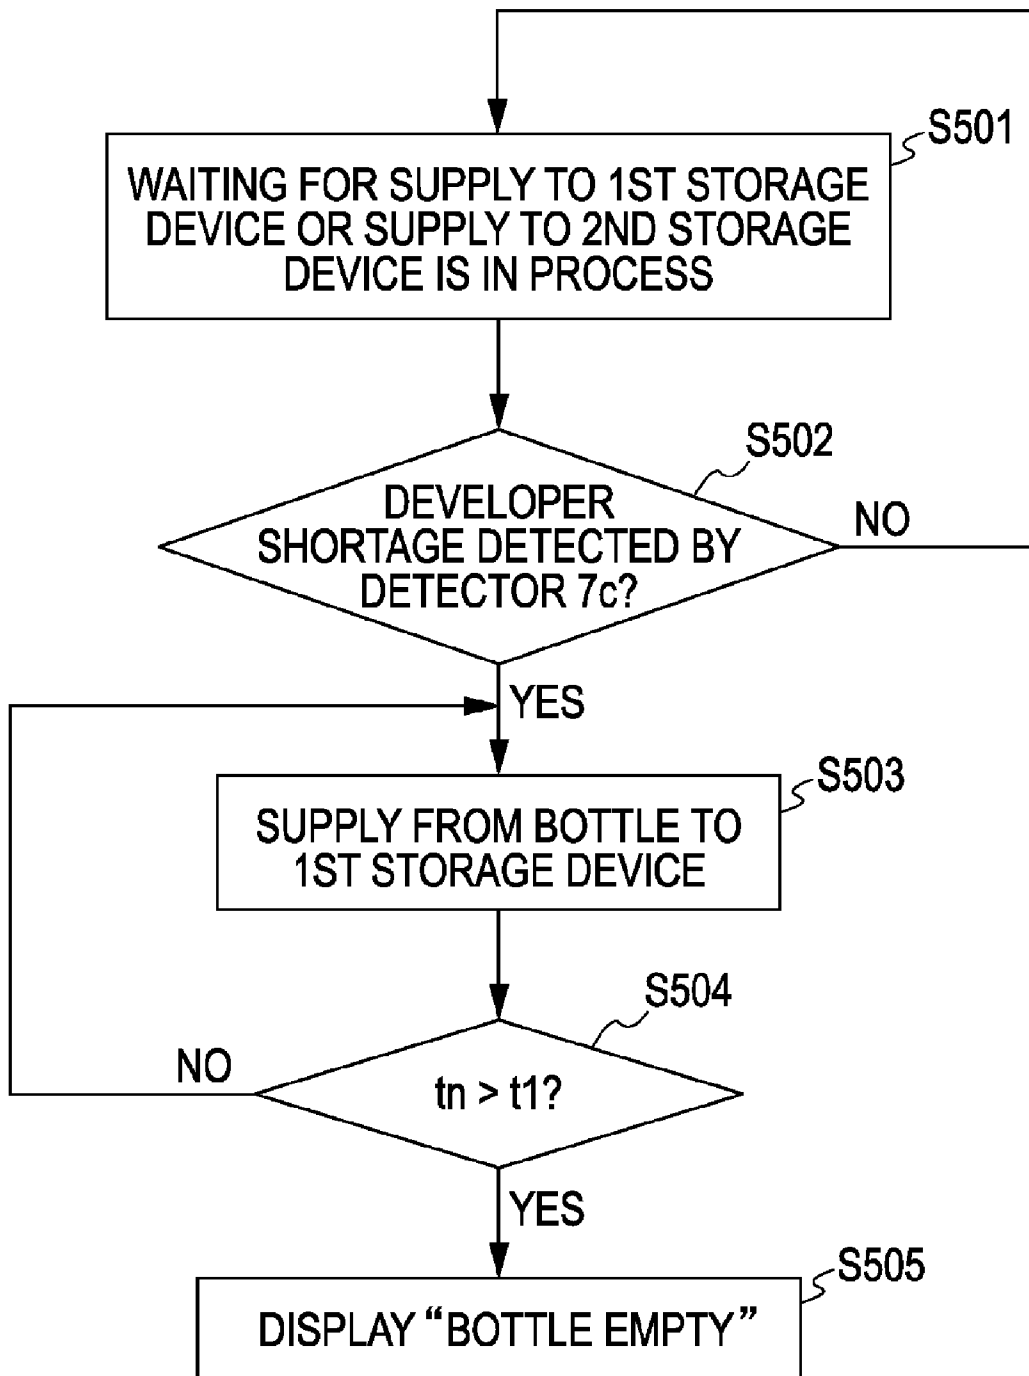 S501
WAITING FOR SUPPLY TO 1ST STORAGE
DEVICE OR SUPPLY TO 2ND STORAGE
DEVICE IS IN PROCESS
S502
DEVELOPER
SHORTAGE DETECTED BY
DETECTOR 7c?
NO
YES
S503
SUPPLY FROM BOTTLE TO
1ST STORAGE DEVICE
S504
NO
tn > t1?
YES
S505
DISPLAY “BOTTLE EMPTY”